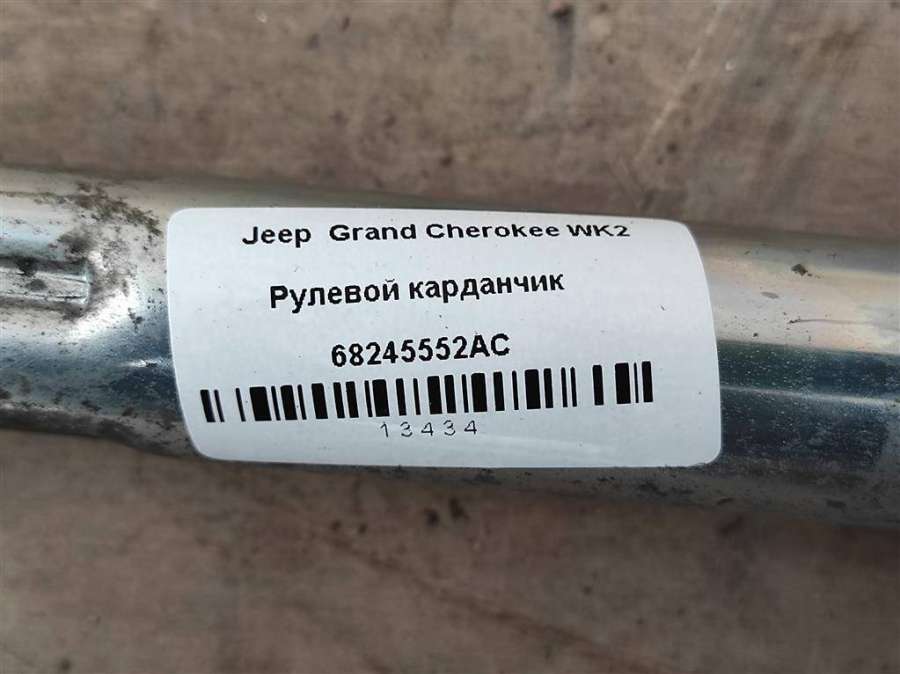 Jeep Grand Cherokee WK2
Рулевой карданчик
68245552AC
13434